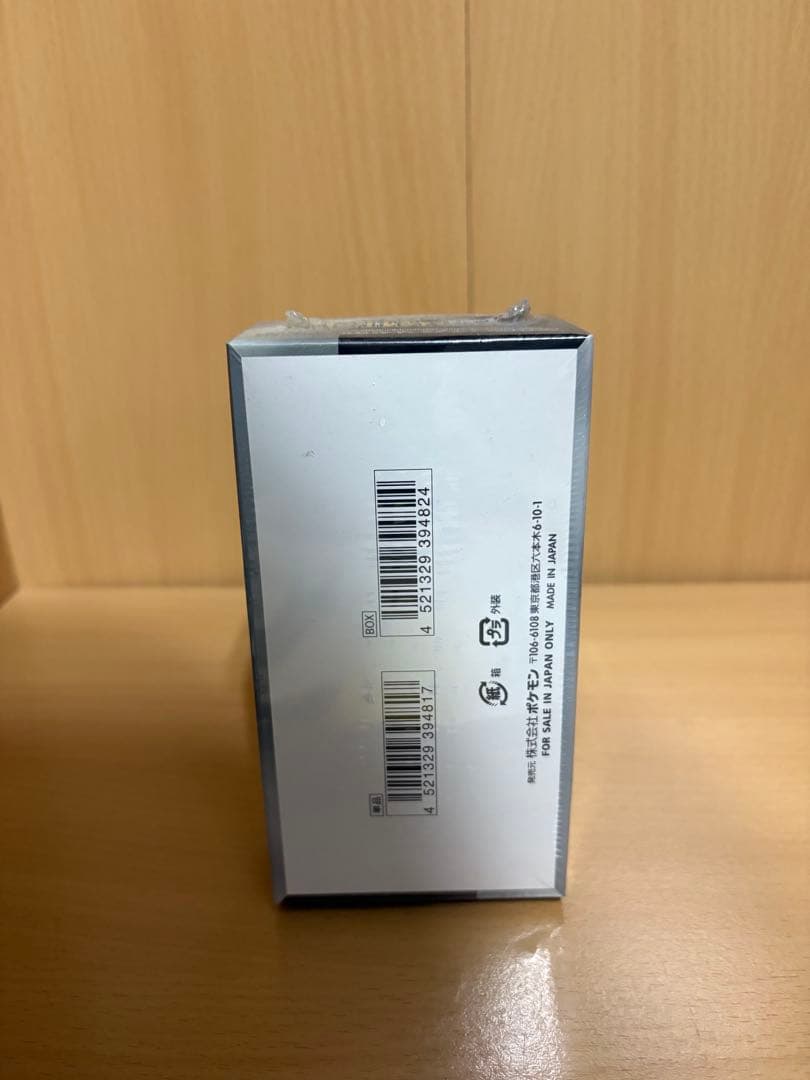 単品
4 521329 394817
BOX
4 521329 394824
紙 箱
プラ 外装
発売元 株式会社 ポケモン 〒106-6108 東京都港区六本木6-10-1
FOR SALE IN JAPAN ONLY MADE IN JAPAN